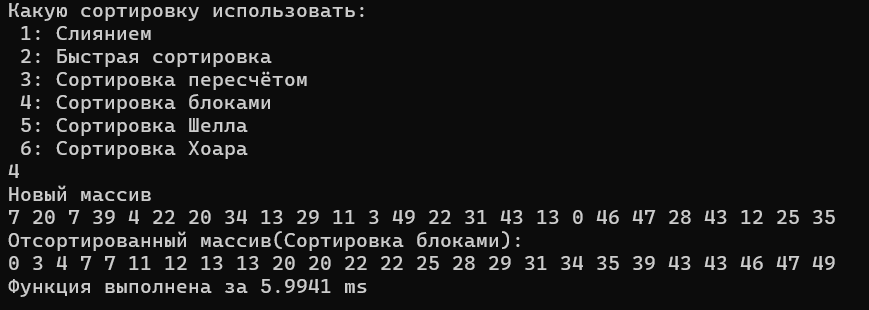 Какую сортировку использовать:
1: Слиянием
2: Быстрая сортировка
3: Сортировка пересчётом
4: Сортировка блоками
5: Сортировка Шелла
6: Сортировка Хоара
4
Новый массив
7 20 7 39 4 22 20 34 13 29 11 3 49 22 31 43 13 0 46 47 28 43 12 25 35
Отсортированный массив(Сортировка блоками):
0 3 4 7 7 11 12 13 13 20 20 22 22 25 28 29 31 34 35 39 43 43 46 47 49
Функция выполнена за 5.9941 ms